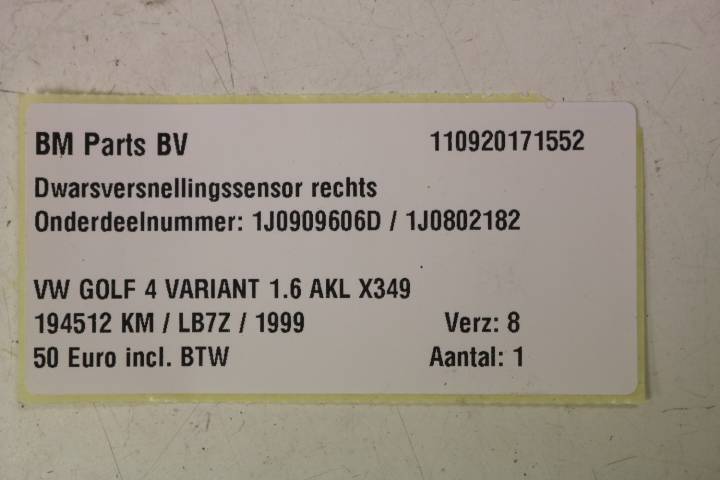 BM Parts BV 110920171552
Dwarsversnellingssensor rechts
Onderdeelnummer: 1J0909606D / 1J0802182
VW GOLF 4 VARIANT 1.6 AKL X349
194512 KM / LB7Z / 1999 Verz: 8
50 Euro incl. BTW Aantal: 1